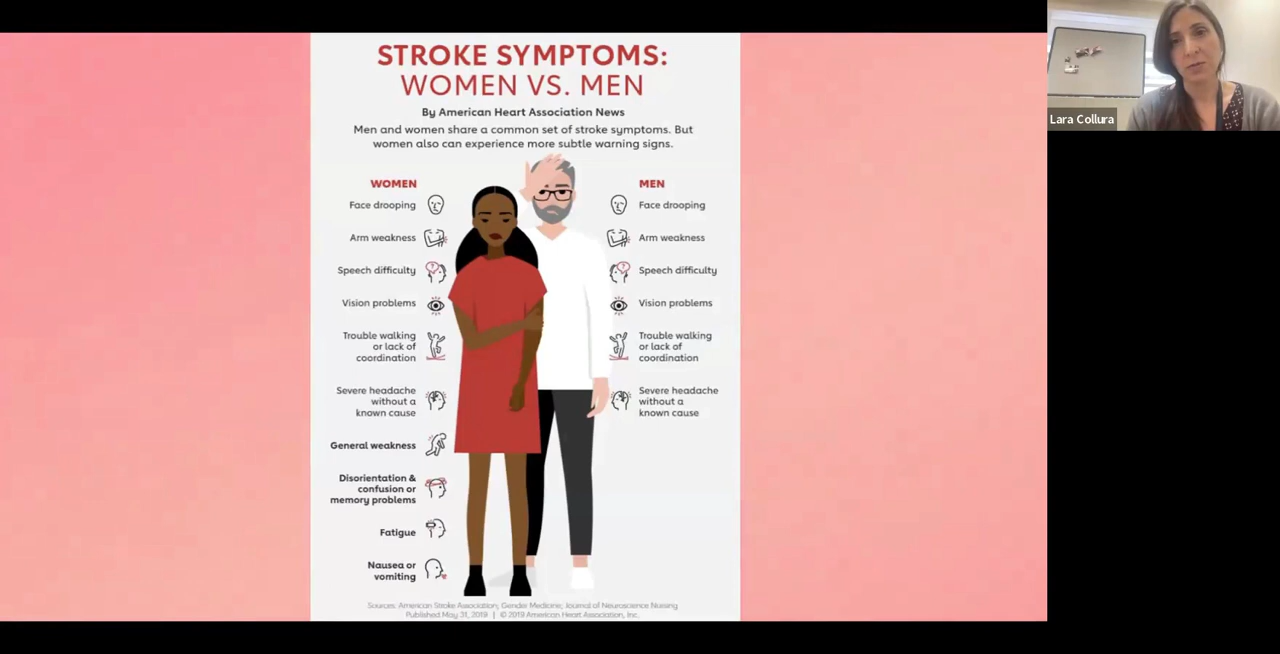 STROKE SYMPTOMS:
WOMEN VS. MEN
By American Heart Association News
Men and women share a common set of stroke symptoms. But
women also can experience more subtle warning signs.
WOMEN
Face drooping
Arm weakness
Speech difficulty
Vision problems
Trouble walking
or lack of
coordination
Severe headache
without a
known cause
General weakness
Disorientation &
confusion or
memory problems
Fatigue
Nausea or
vomiting
MEN
Face drooping
Arm weakness
Speech difficulty
Vision problems
Trouble walking
or lack of
coordination
Severe headache
without a
known cause
Sources: American Stroke Association; Gender Medicine; Journal of Neuroscience Nursing
Published May 31, 2019 | © 2019 American Heart Association, Inc.
Lara Collura